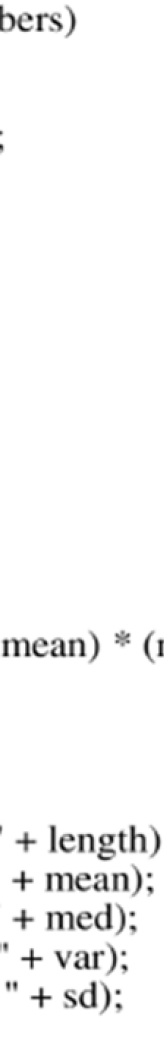 bers)
;
mean) * (
" + length)
+ mean);
" + med);
" + var);
" + sd);